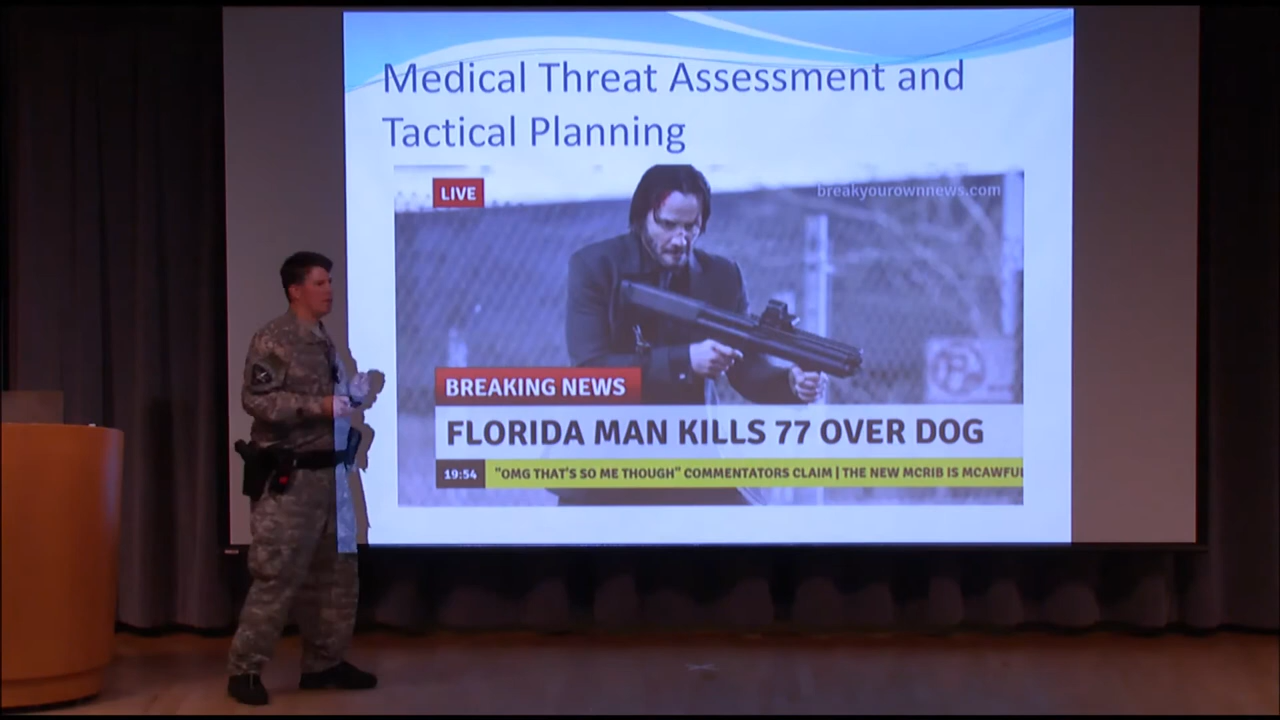 Medical Threat Assessment and
Tactical Planning
LIVE
breakyourownnews.com
BREAKING NEWS
FLORIDA MAN KILLS 77 OVER DOG
19:54 "OMG THAT'S SO ME THOUGH" COMMENTATORS CLAIM | THE NEW MCRIB IS MCAWFUL